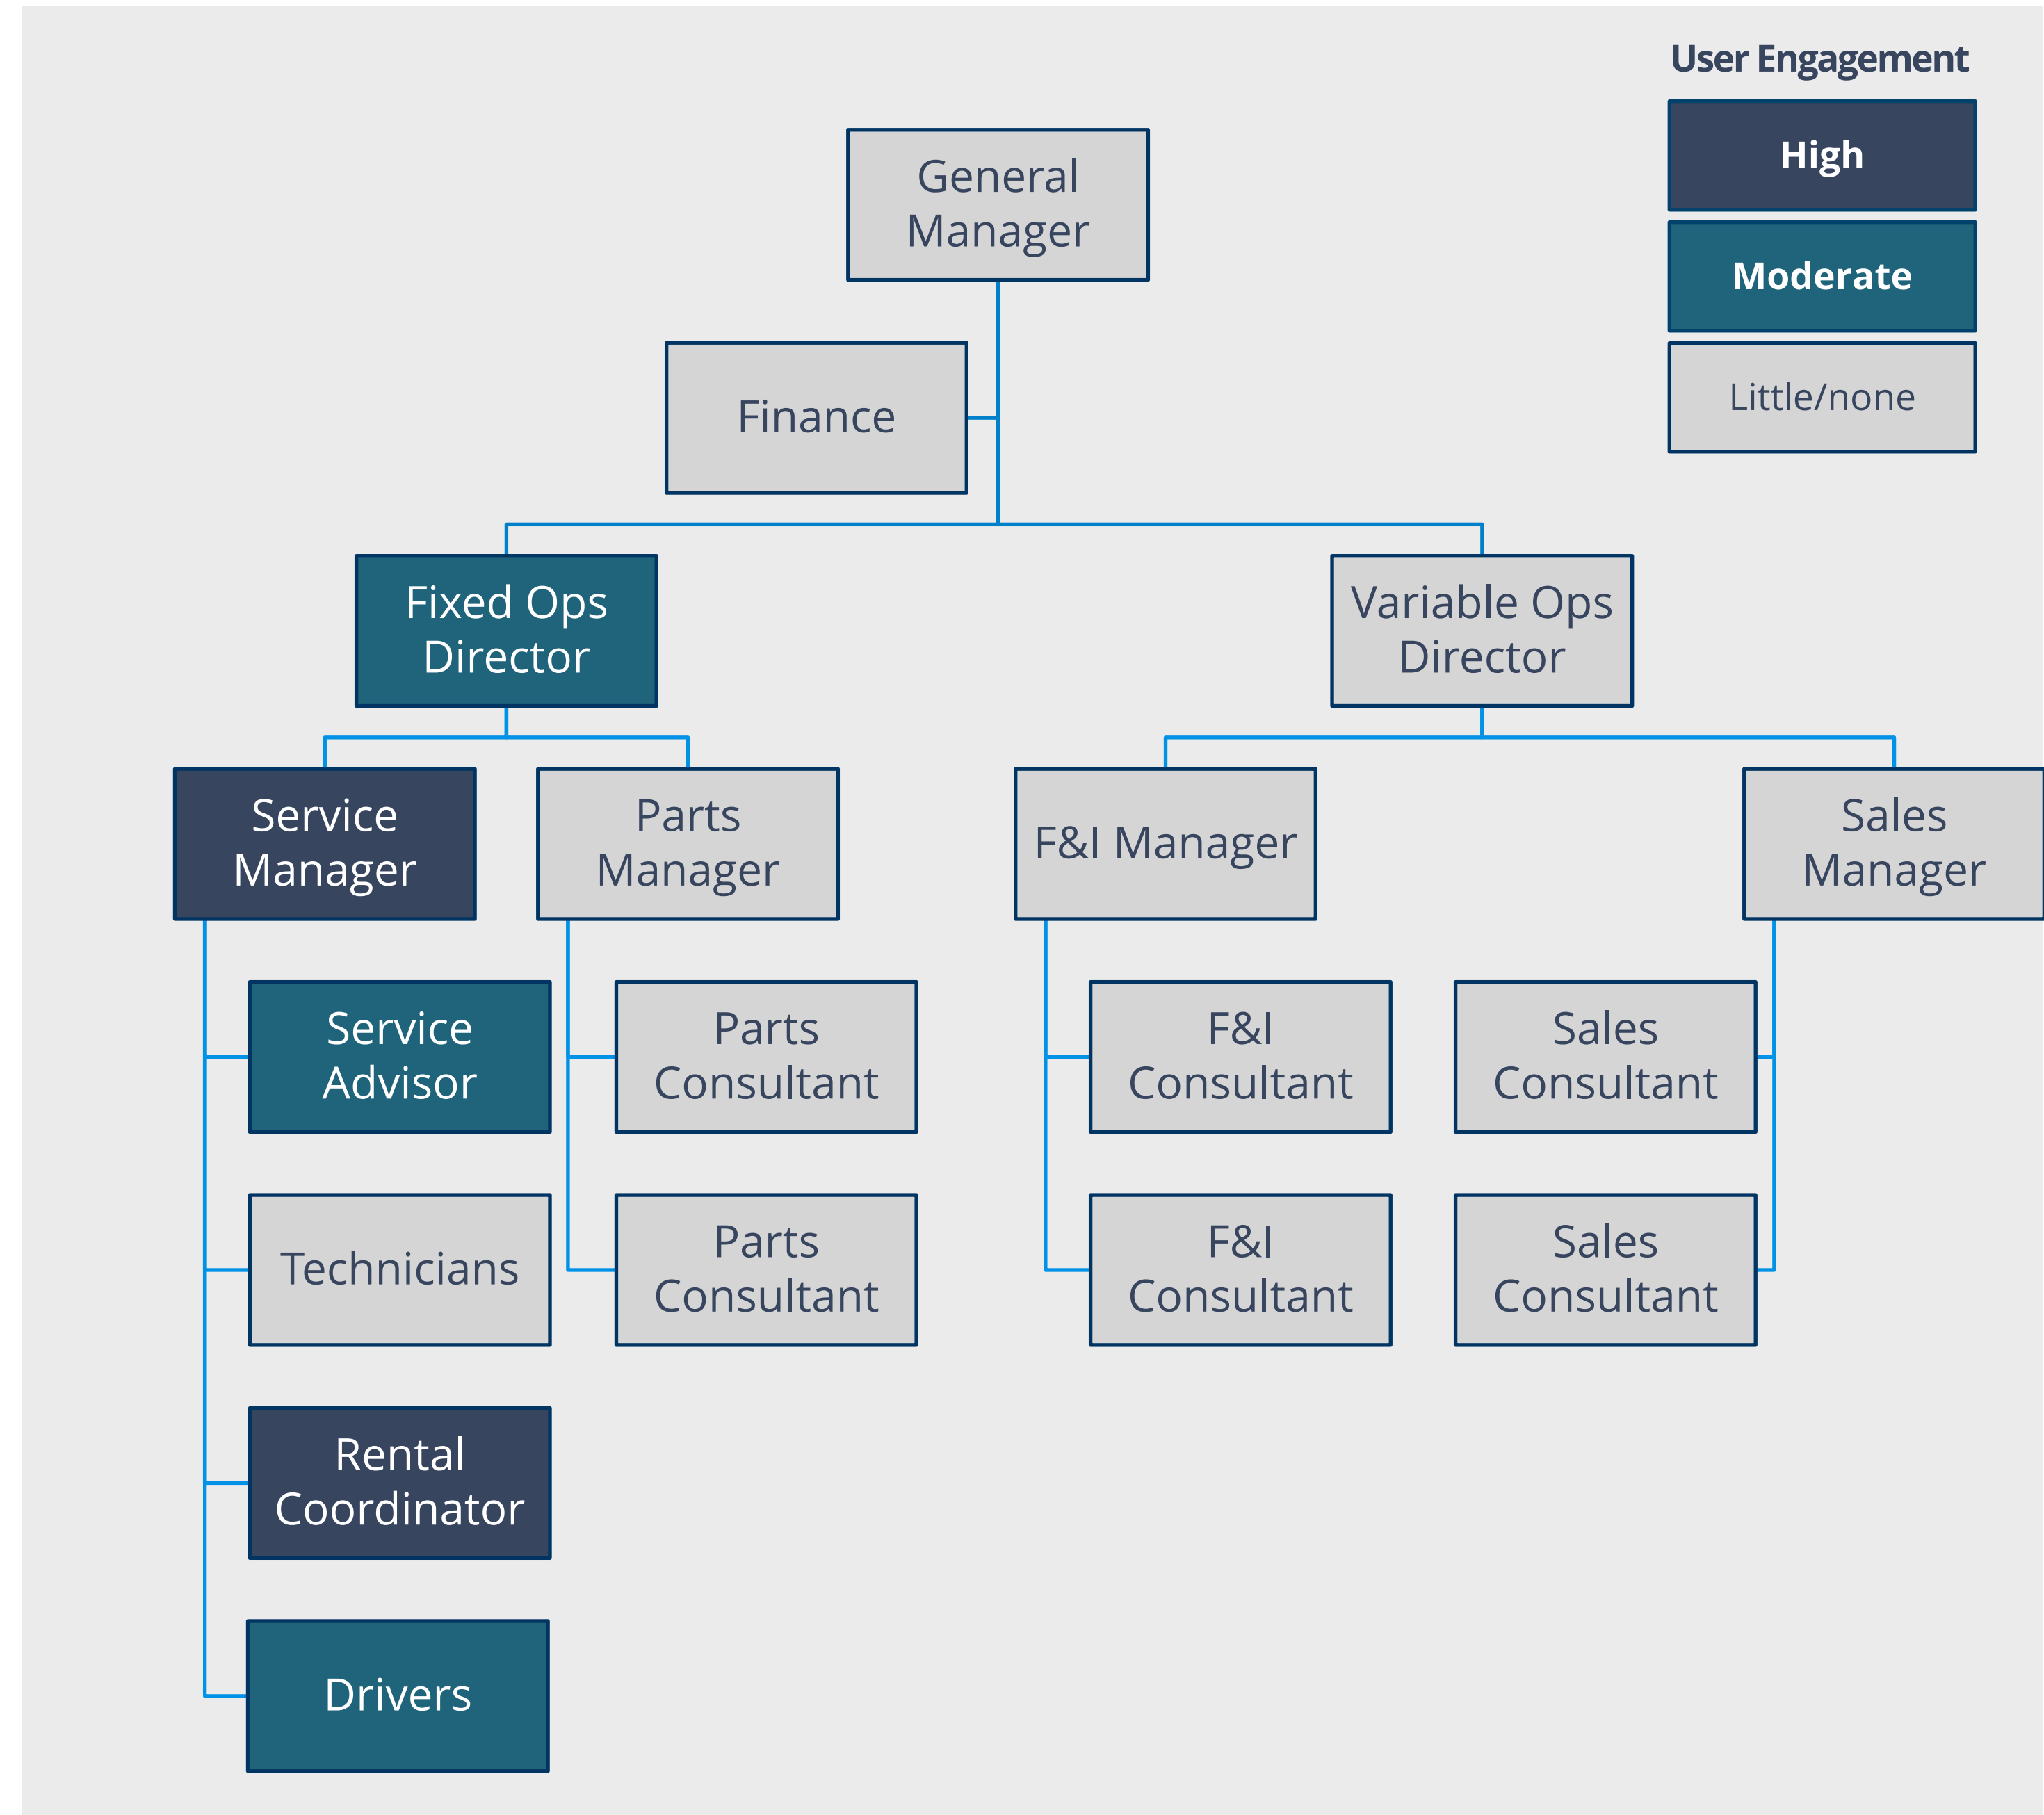 User Engagement
High
Moderate
Little/none
General
Manager
Finance
Fixed Ops
Director
Variable Ops
Director
Service
Manager
Parts
Manager
F&I Manager
Sales
Manager
Service
Advisor
Parts
Consultant
F&I
Consultant
Sales
Consultant
Technicians
Parts
Consultant
F&I
Consultant
Sales
Consultant
Rental
Coordinator
Drivers